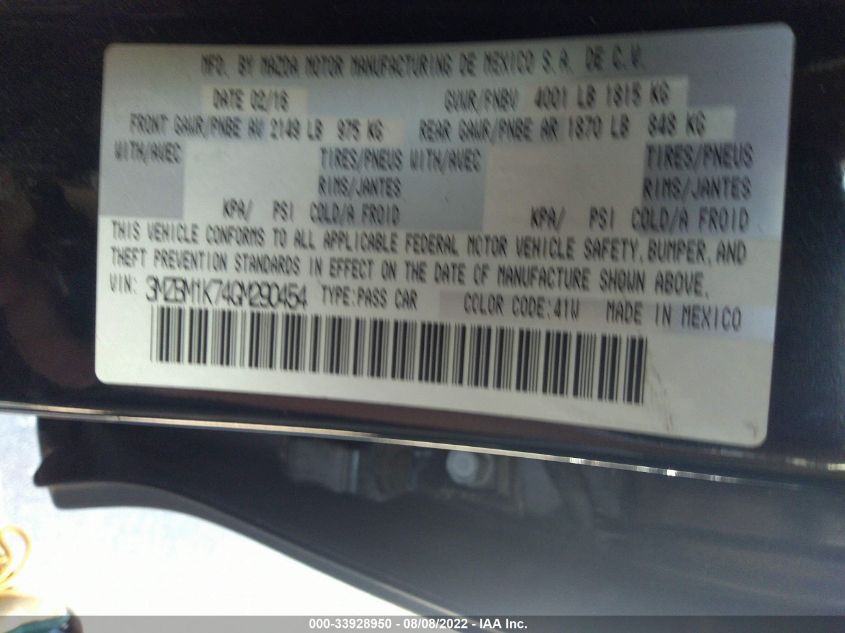 MFD. BY MAZDA MOTOR MANUFACTURING DE MEXICO S.A. DE C.V.
DATE 02/16 GVWR/PNBV 4001 LB 1815 KG
FRONT GAWR/PNBE AV 2149 LB 975 KG REAR GAWR/PNBE AR 1870 LB 848 KG
WITH/AVEC TIRES/PNEUS WITH/AVEC TIRES/PNEUS
RIMS/JANTES RIMS/JANTES
KPA/ PSI COLD/A FROID KPA/ PSI COLD/A FROID
THIS VEHICLE CONFORMS TO ALL APPLICABLE FEDERAL MOTOR VEHICLE SAFETY, BUMPER, AND
THEFT PREVENTION STANDARDS IN EFFECT ON THE DATE OF MANUFACTURE SHOWN ABOVE.
VIN: 3MZBM1K74GM290454 TYPE:PASS CAR COLOR CODE:41W MADE IN MEXICO
000-33928950 - 08/08/2022 - IAA Inc.